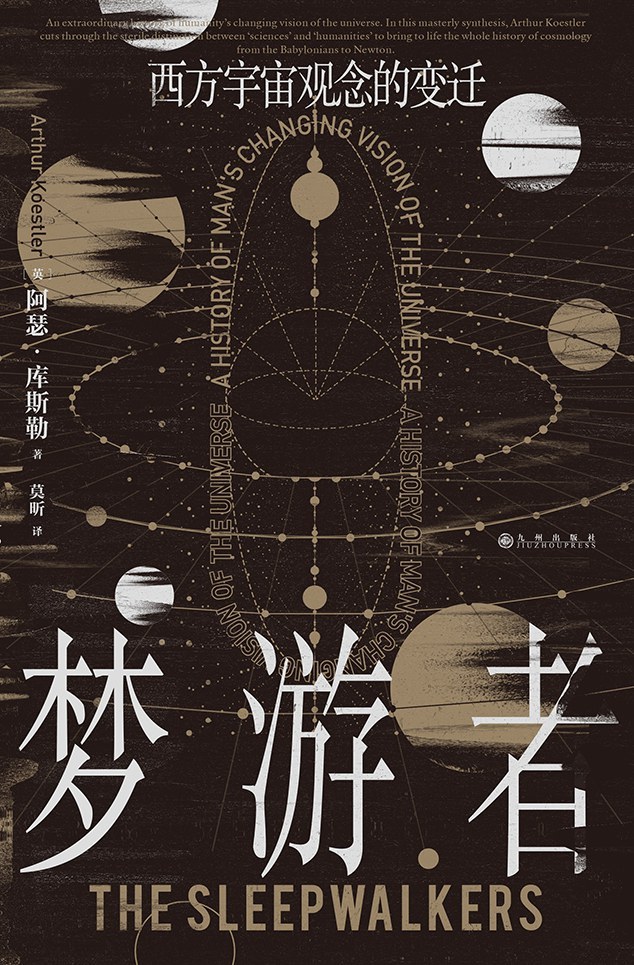 An extraordinary history of humanity's changing vision of the universe. In this masterly synthesis, Arthur Koestler
cuts through the sterile distinction between 'sciences' and 'humanities' to bring to life the whole history of cosmology
from the Babylonians to Newton.
西方宇宙观念的变迁
A HISTORY OF MAN'S CHANGING VISION OF THE UNIVERSE
A HISTORY OF MAN'S CHANGING VISION OF THE UNIVERSE
Arthur Koestler
[英]
阿瑟·库斯勒
著
莫昕
译
九州出版社
JIUZHOUPRESS
梦游者
THE SLEEPWALKERS